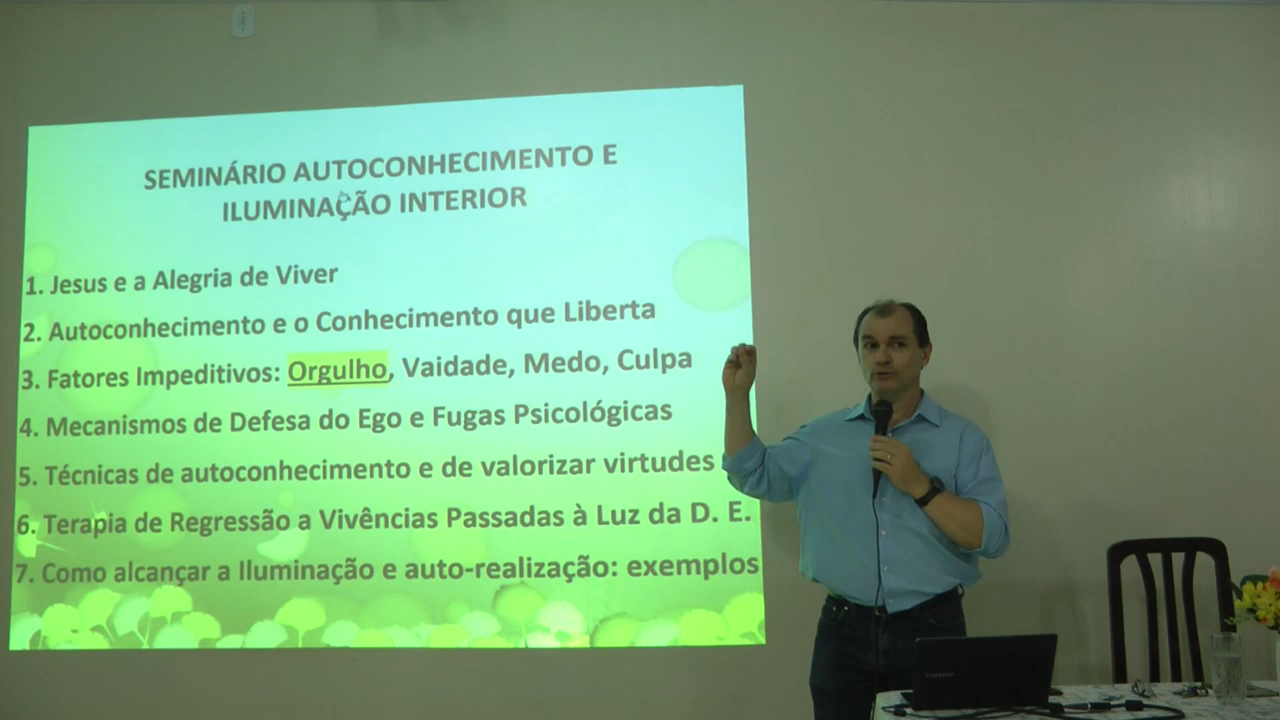 SEMINÁRIO AUTOCONHECIMENTO E
ILUMINAÇÃO INTERIOR
1. Jesus e a Alegria de Viver
2. Autoconhecimento e o Conhecimento que Liberta
3. Fatores Impeditivos: Orgulho, Vaidade, Medo, Culpa
4. Mecanismos de Defesa do Ego e Fugas Psicológicas
5. Técnicas de autoconhecimento e de valorizar virtudes
6. Terapia de Regressão a Vivências Passadas à Luz da D. E.
7. Como alcançar a Iluminação e auto-realização: exemplos